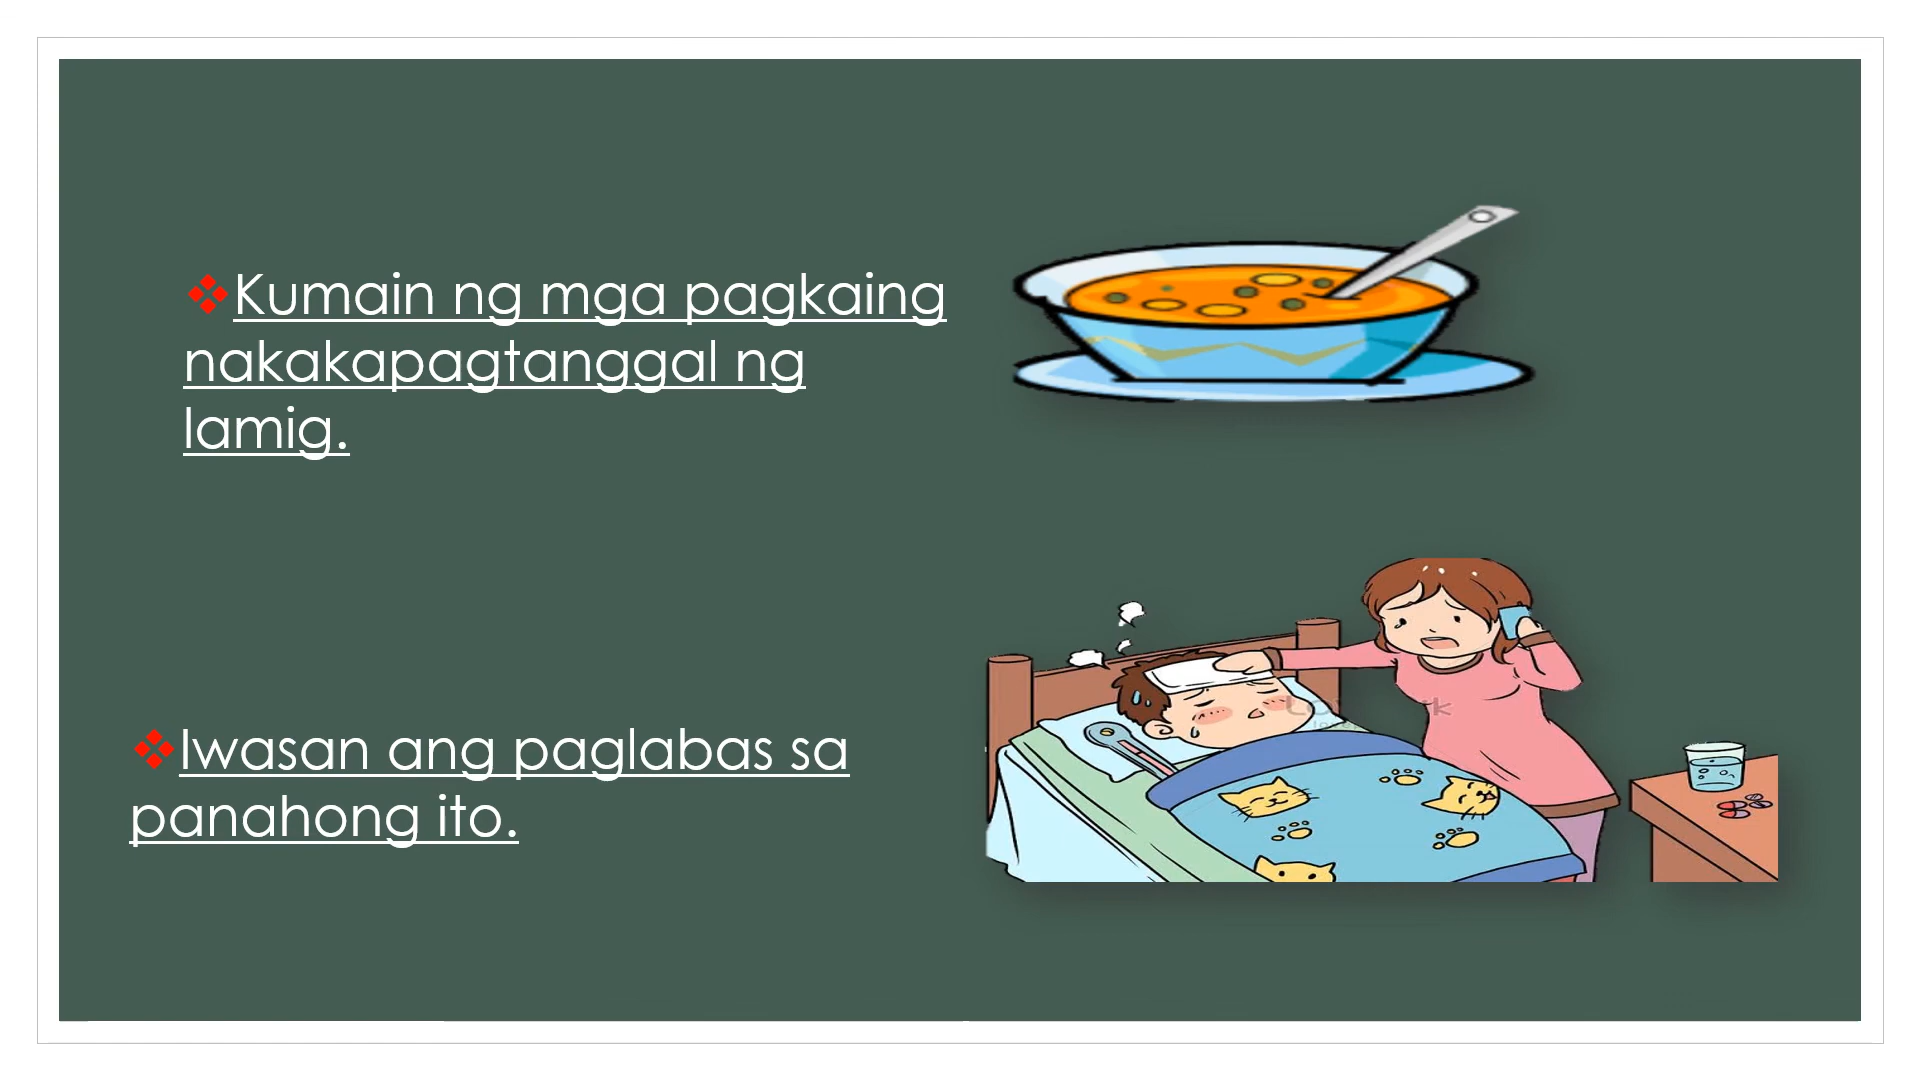 ❖Kumain ng mga pagkaing
nakakapagtanggal ng
lamig.
❖Iwasan ang paglabas sa
panahong ito.